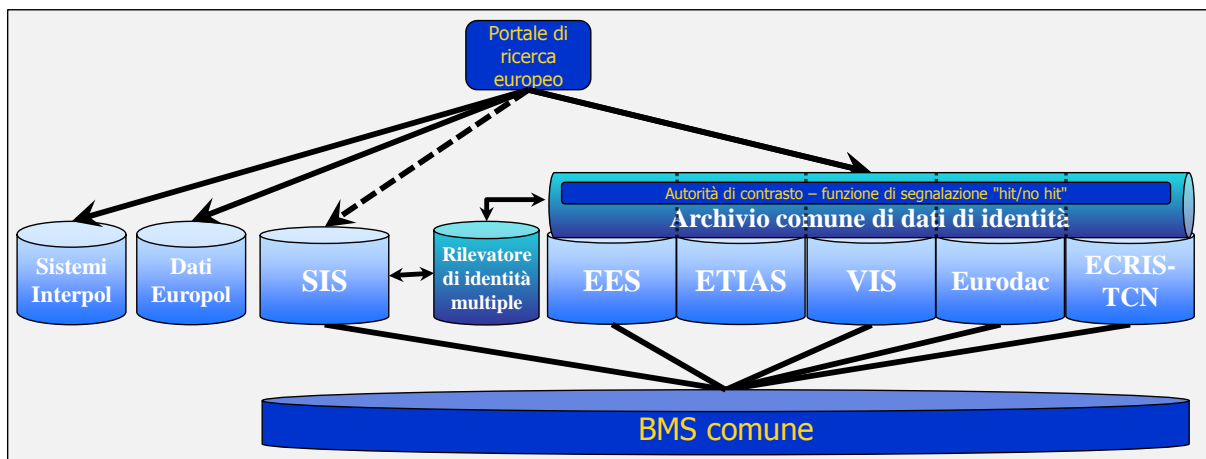 Portale di
ricerca
europeo
Autorità di contrasto – funzione di segnalazione "hit/no hit"
Archivio comune di dati di identità
Sistemi
Interpol
Dati
Europol
SIS
Rilevatore
di identità
multiple
EES
ETIAS
VIS
Eurodac
ECRIS-
TCN
BMS comune